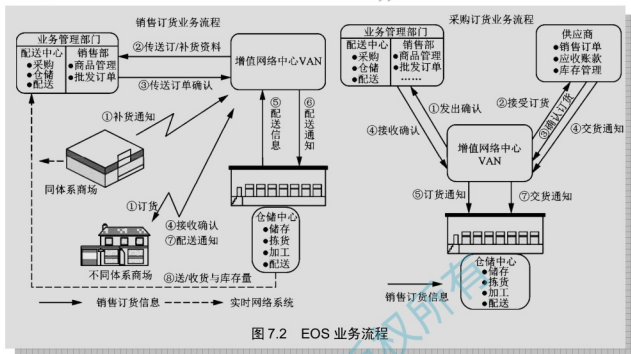 销售订货业务流程
业务管理部门
配送中心
●采购
●仓储
●配送
销售部
●商品管理
●批发订单
②传送订/补货资料
③传送订单确认
增值网络中心VAN
①补货通知
⑤配送信息
⑥配送通知
同体系商场
①订货
④接收确认
⑦配送通知
不同体系商场
仓储中心
●储存
●拣货
●加工
●配送
⑧送/收货与库存量
销售订货信息
实时网络系统
采购订货业务流程
业务管理部门
配送中心
●采购
●仓储
●配送
销售部
●商品管理
●批发订单
……
供应商
●销售订单
●应收账款
●库存管理
①发出确认
②接受订货
③确认订货
④接收确认
④交货通知
增值网络中心
VAN
⑤订货通知
⑦交货通知
仓储中心
●储存
●拣货
●加工
●配送
销售订货信息
图 7.2 EOS 业务流程